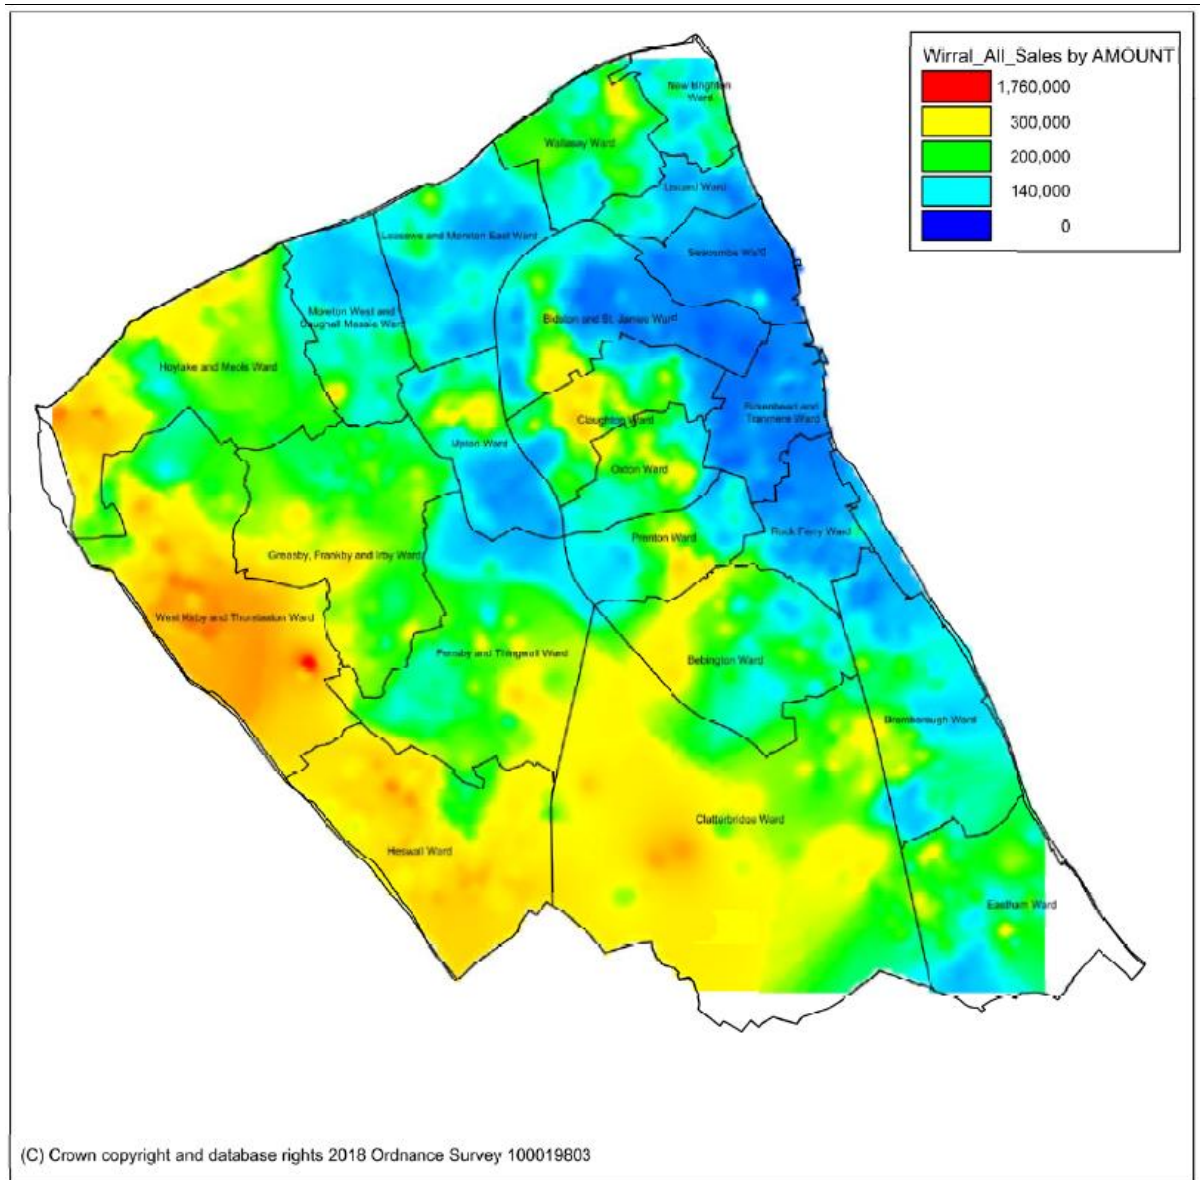 Wirral_All_Sales by AMOUNT
1,760,000
300,000
200,000
140,000
0
New Brighton
Ward
Wallasey Ward
Liscard Ward
Leasowe and Moreton East Ward
Seacombe Ward
Moreton West and
Saughall Massie Ward
Bidston and St. James Ward
Hoylake and Meols Ward
Birkenhead and
Tranmere Ward
Claughton Ward
Upton Ward
Oxton Ward
Rock Ferry Ward
Prenton Ward
Greasby, Frankby and Irby Ward
West Kirby and Thurstaston Ward
Pensby and Thingwall Ward
Bebington Ward
Bromborough Ward
Clatterbridge Ward
Heswall Ward
Eastham Ward
(C) Crown copyright and database rights 2018 Ordnance Survey 100019803